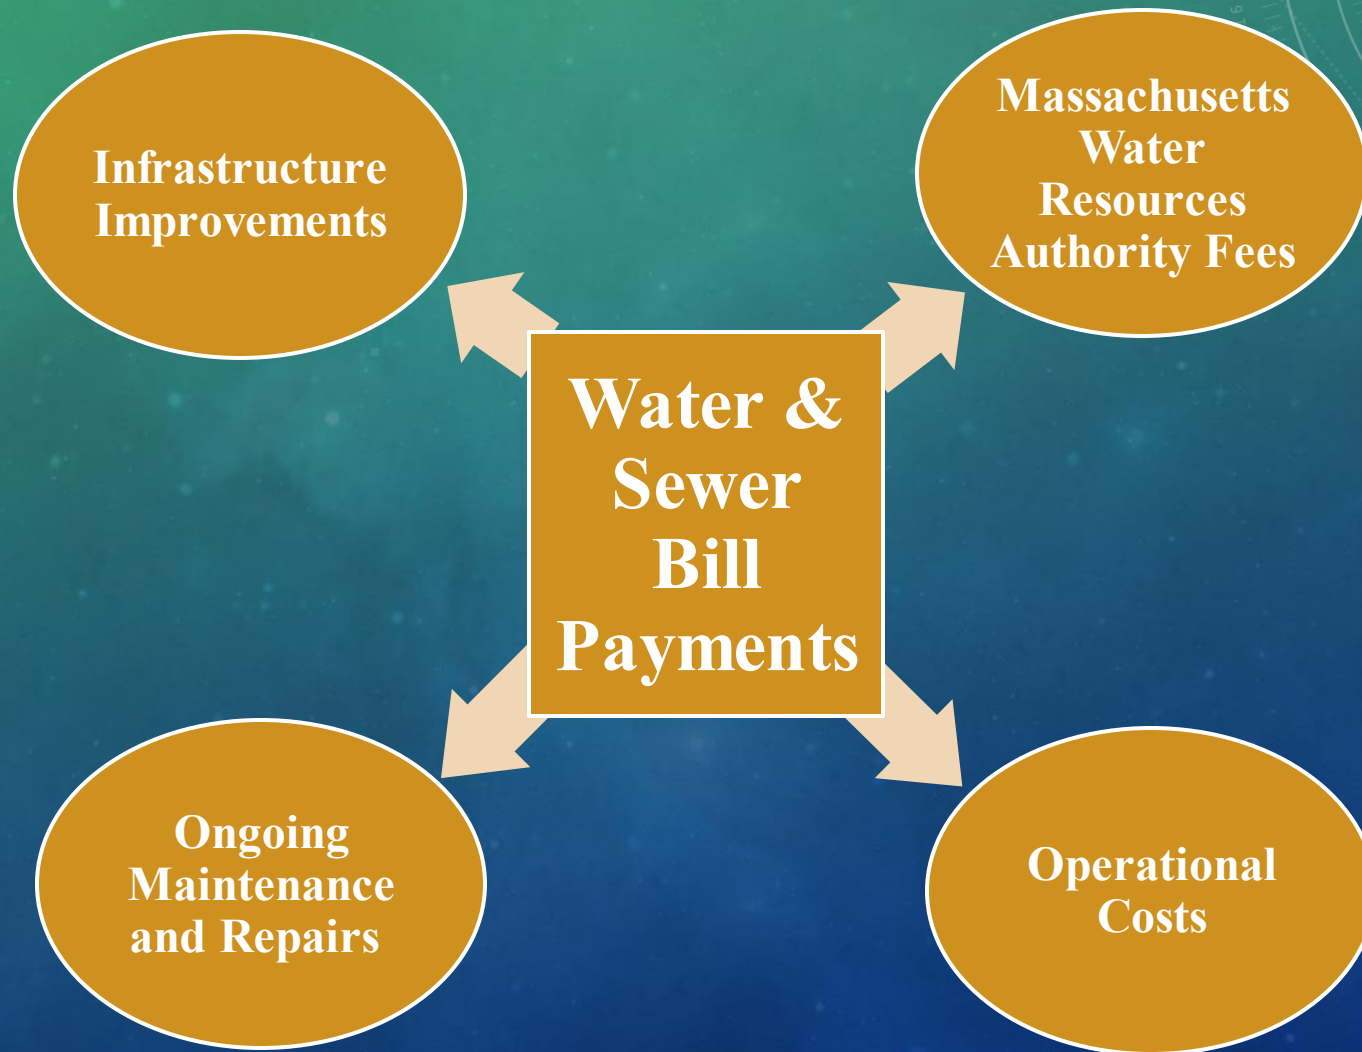 Infrastructure
Improvements
Massachusetts
Water
Resources
Authority Fees
Water &
Sewer
Bill
Payments
Ongoing
Maintenance
and Repairs
Operational
Costs